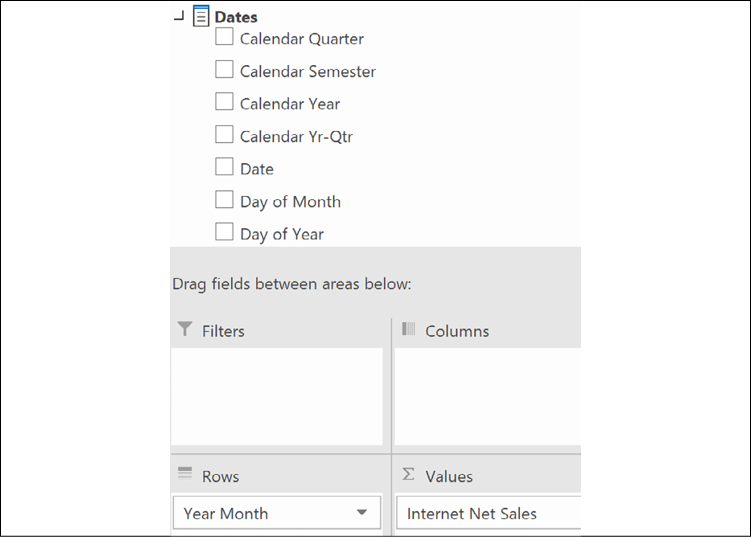 Dates
Calendar Quarter
Calendar Semester
Calendar Year
Calendar Yr-Qtr
Date
Day of Month
Day of Year
Drag fields between areas below:
Filters
Columns
Rows
Values
Year Month
Internet Net Sales